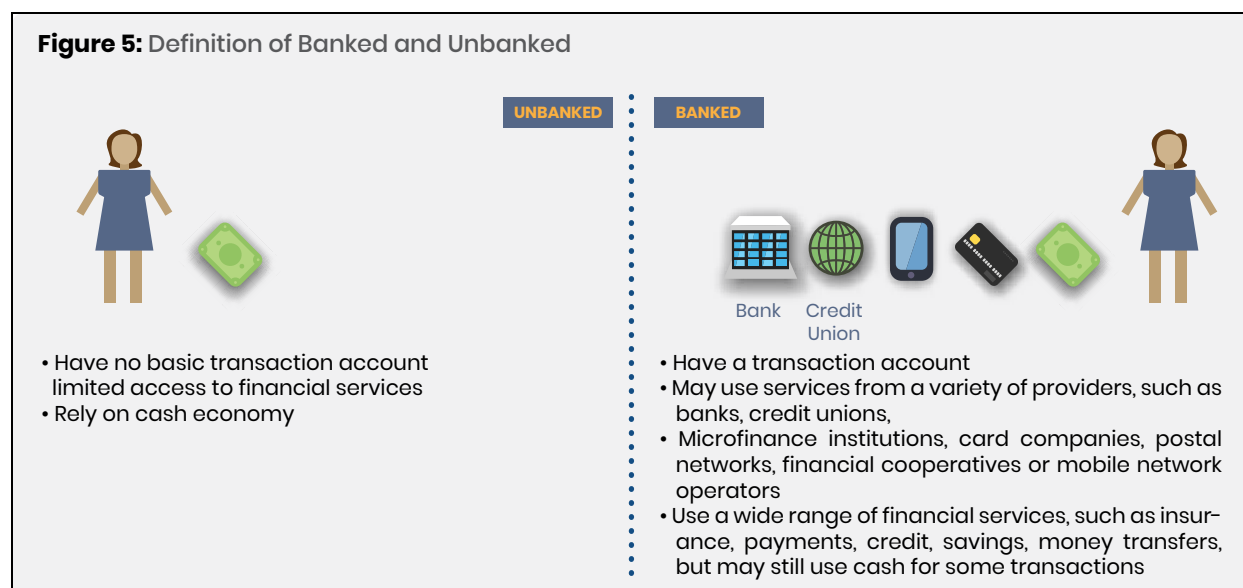 Figure 5: Definition of Banked and Unbanked
UNBANKED
BANKED
Bank
Credit
Union
• Have no basic transaction account
limited access to financial services
• Rely on cash economy
• Have a transaction account
• May use services from a variety of providers, such as
banks, credit unions,
• Microfinance institutions, card companies, postal
networks, financial cooperatives or mobile network
operators
• Use a wide range of financial services, such as insur-
ance, payments, credit, savings, money transfers,
but may still use cash for some transactions